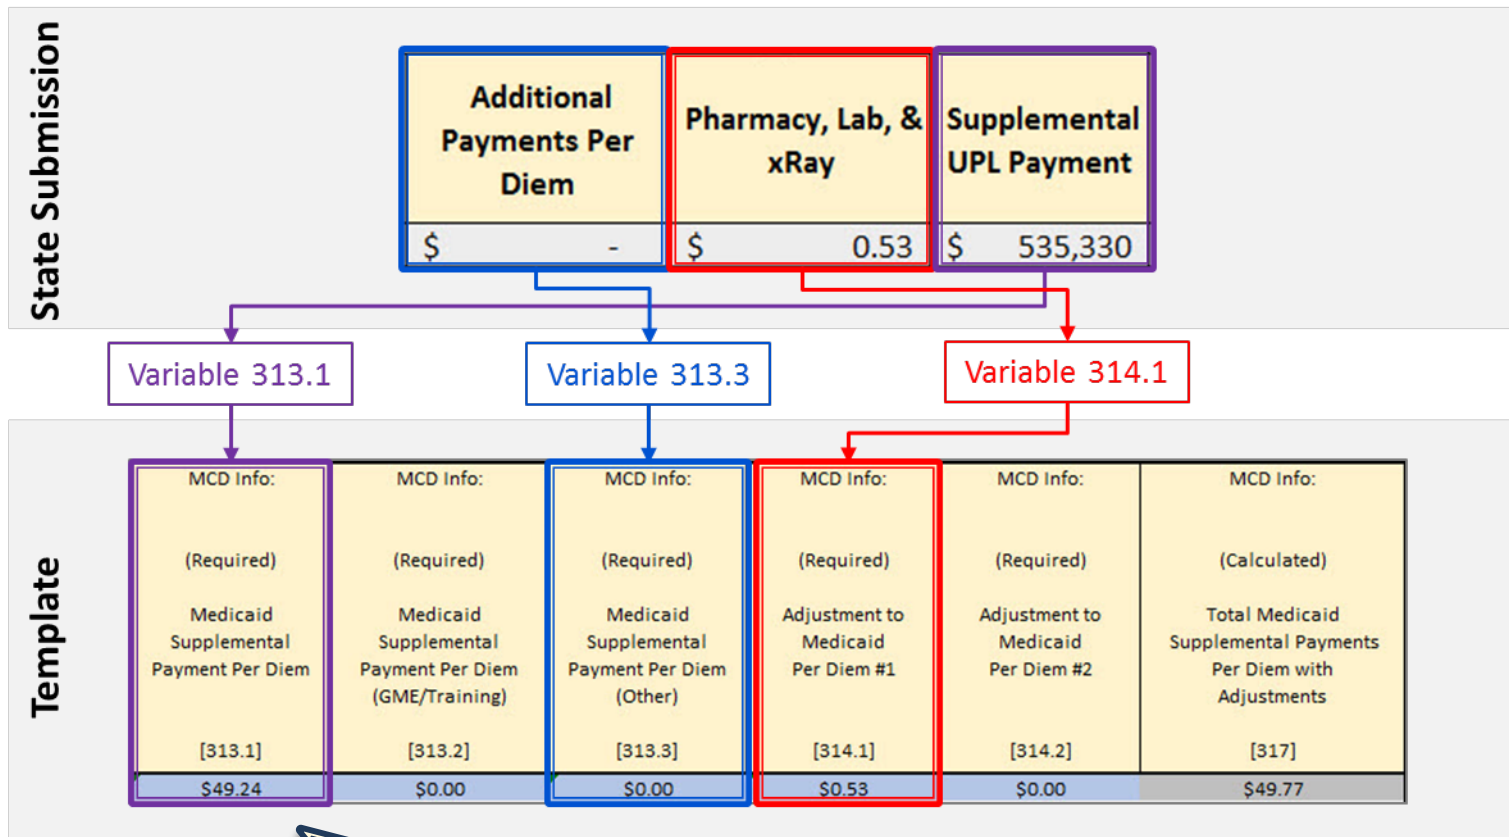 State Submission
Additional
Payments Per
Diem
Pharmacy, Lab, &
xRay
Supplemental
UPL Payment
$ -
$ 0.53
$ 535,330
Variable 313.1
Variable 313.3
Variable 314.1
Template
MCD Info:
(Required)
Medicaid
Supplemental
Payment Per Diem
[313.1]
$49.24
MCD Info:
(Required)
Medicaid
Supplemental
Payment Per Diem
(GME/Training)
[313.2]
$0.00
MCD Info:
(Required)
Medicaid
Supplemental
Payment Per Diem
(Other)
[313.3]
$0.00
MCD Info:
(Required)
Adjustment to
Medicaid
Per Diem #1
[314.1]
$0.53
MCD Info:
(Required)
Adjustment to
Medicaid
Per Diem #2
[314.2]
$0.00
MCD Info:
(Calculated)
Total Medicaid
Supplemental Payments
Per Diem with
Adjustments
[317]
$49.77